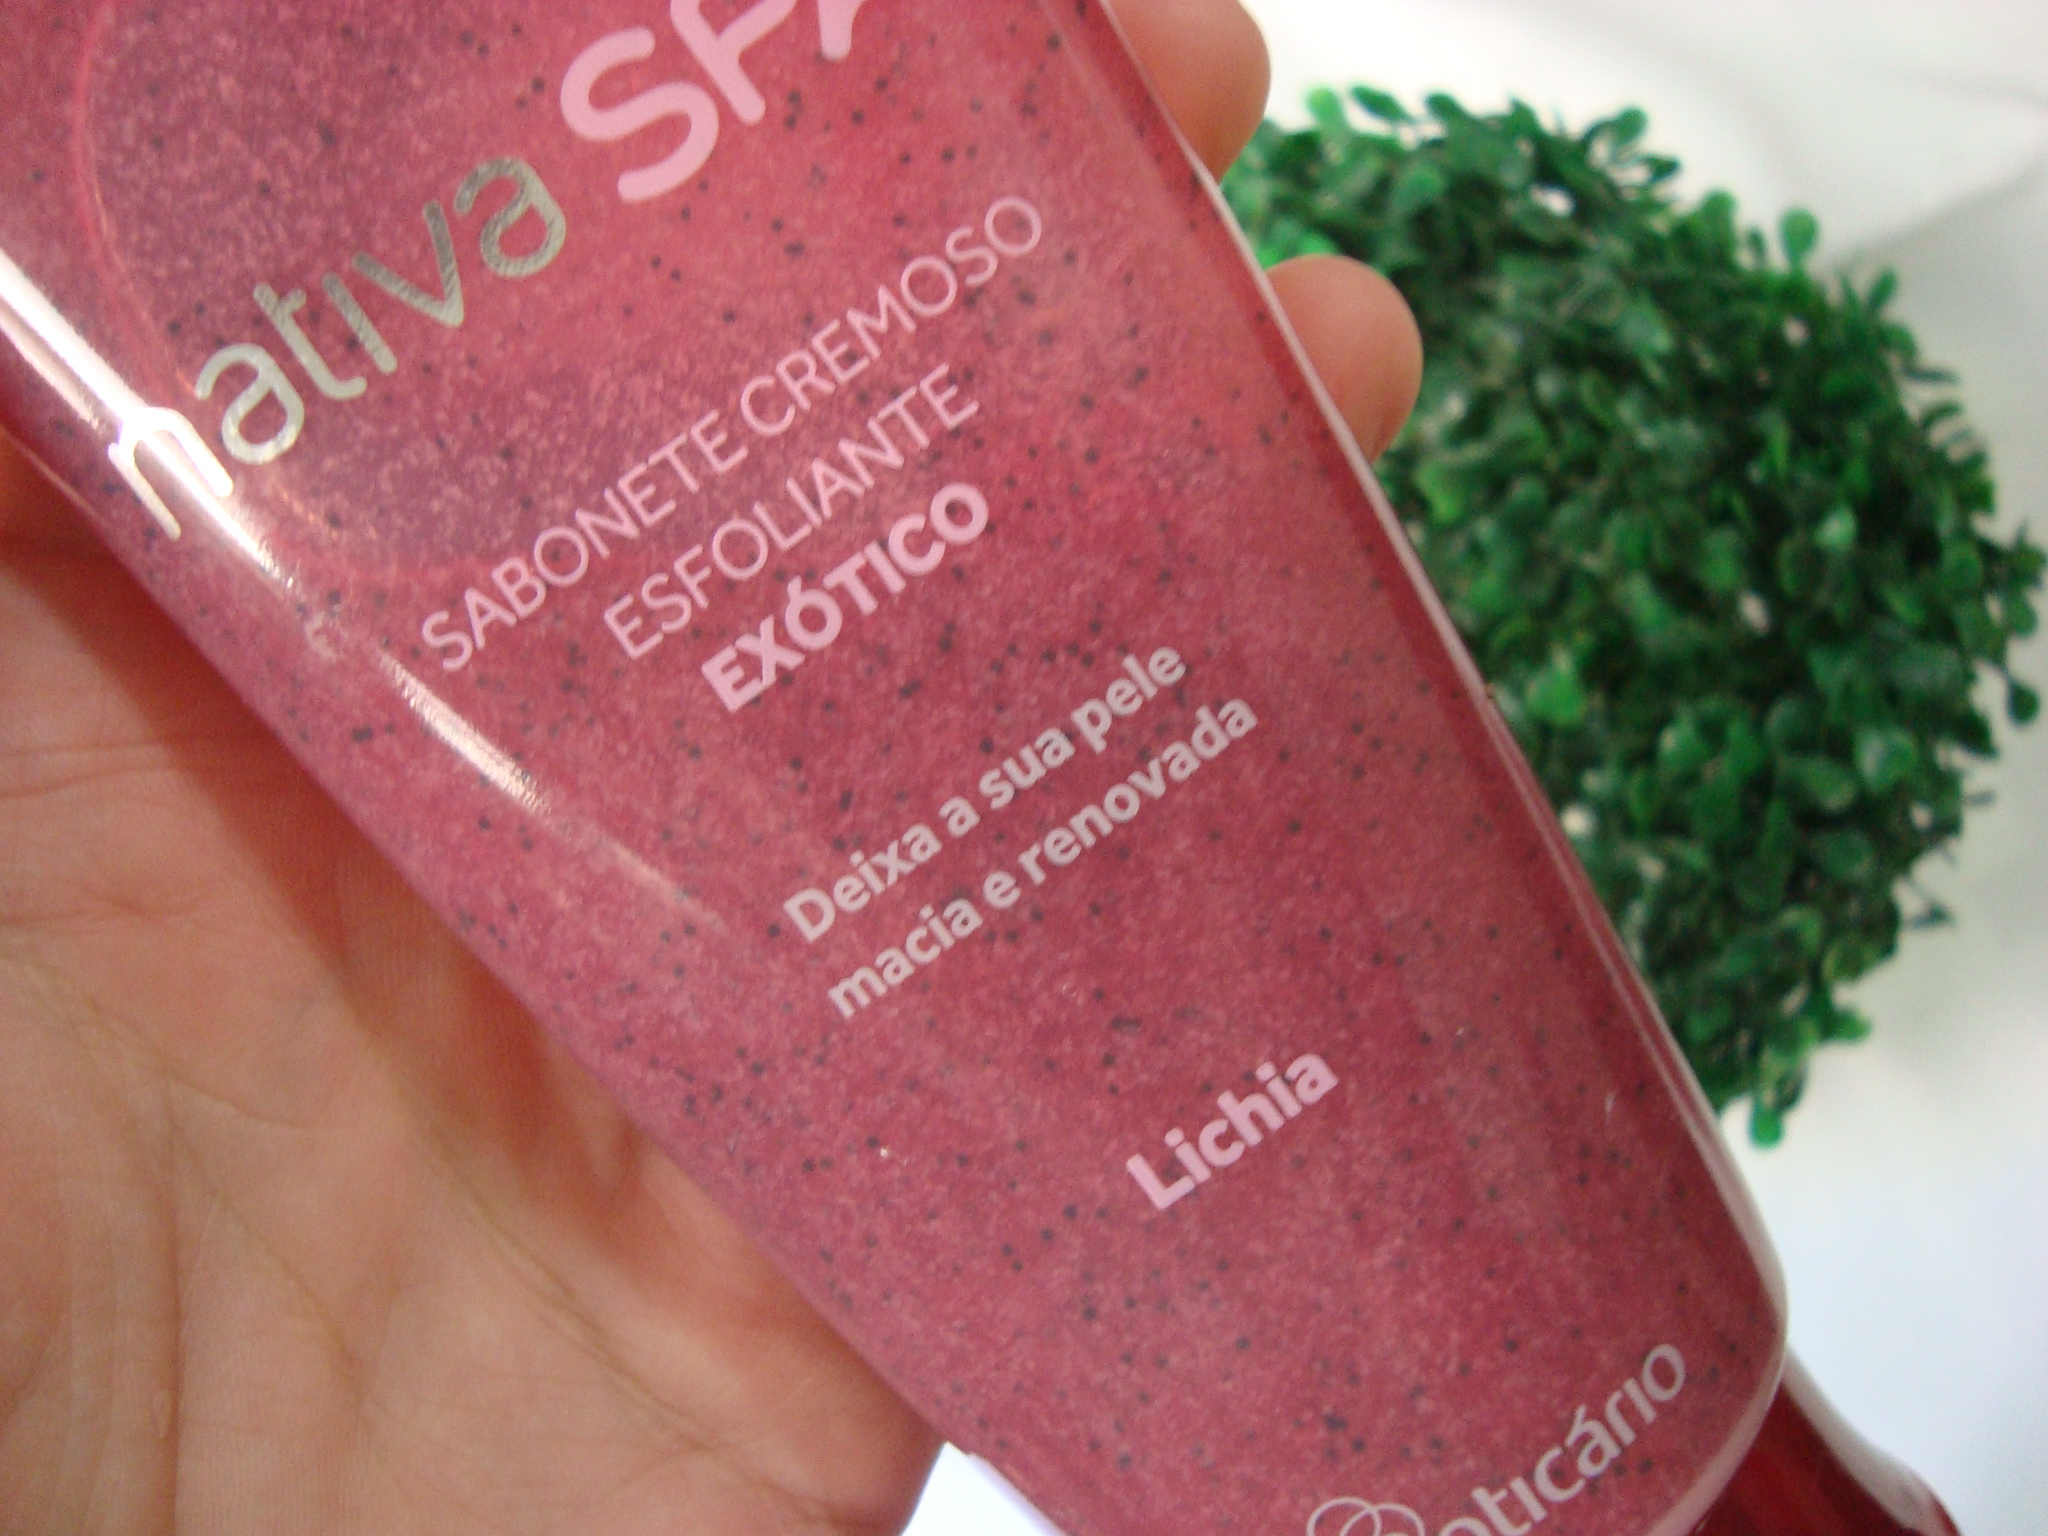 nativa SPA
SABONETE CREMOSO
ESFOLIANTE
EXÓTICO
Deixa a sua pele
macia e renovada
Lichia
oticário